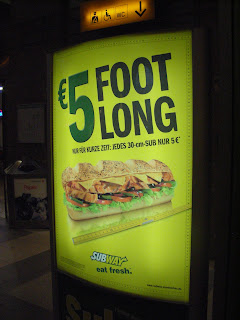 €5 FOOT
LONG
NUR FÜR KURZE ZEIT: JEDES 30-cm-SUB NUR 5 €*
SUBWAY
eat fresh.